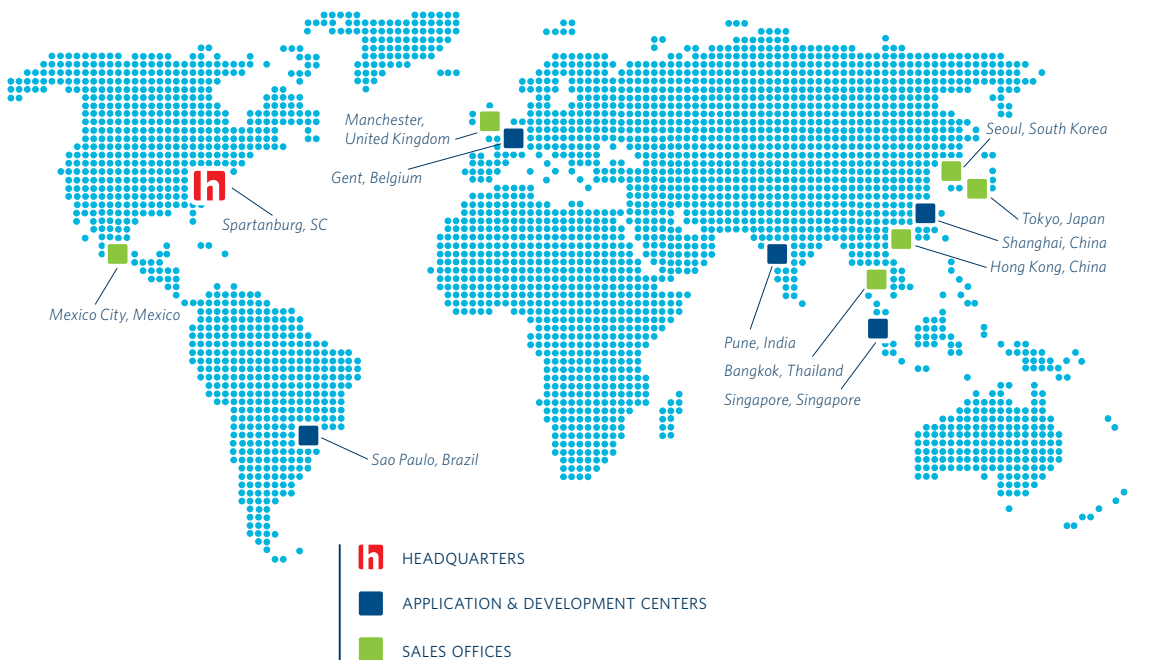 Manchester,
United Kingdom
Gent, Belgium
Spartanburg, SC
Mexico City, Mexico
Sao Paulo, Brazil
Seoul, South Korea
Tokyo, Japan
Shanghai, China
Hong Kong, China
Pune, India
Bangkok, Thailand
Singapore, Singapore
HEADQUARTERS
APPLICATION & DEVELOPMENT CENTERS
SALES OFFICES